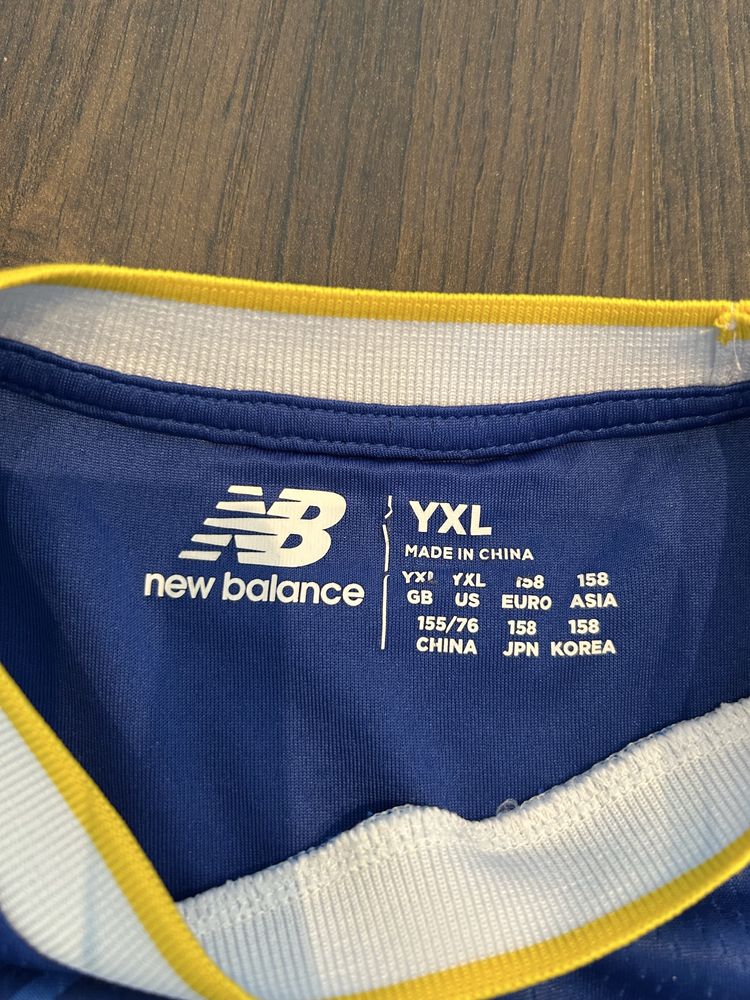 NB
new balance
YXL
MADE IN CHINA
YXL YXL 158 158
GB US EURO ASIA
155/76 158 158
CHINA JPN KOREA